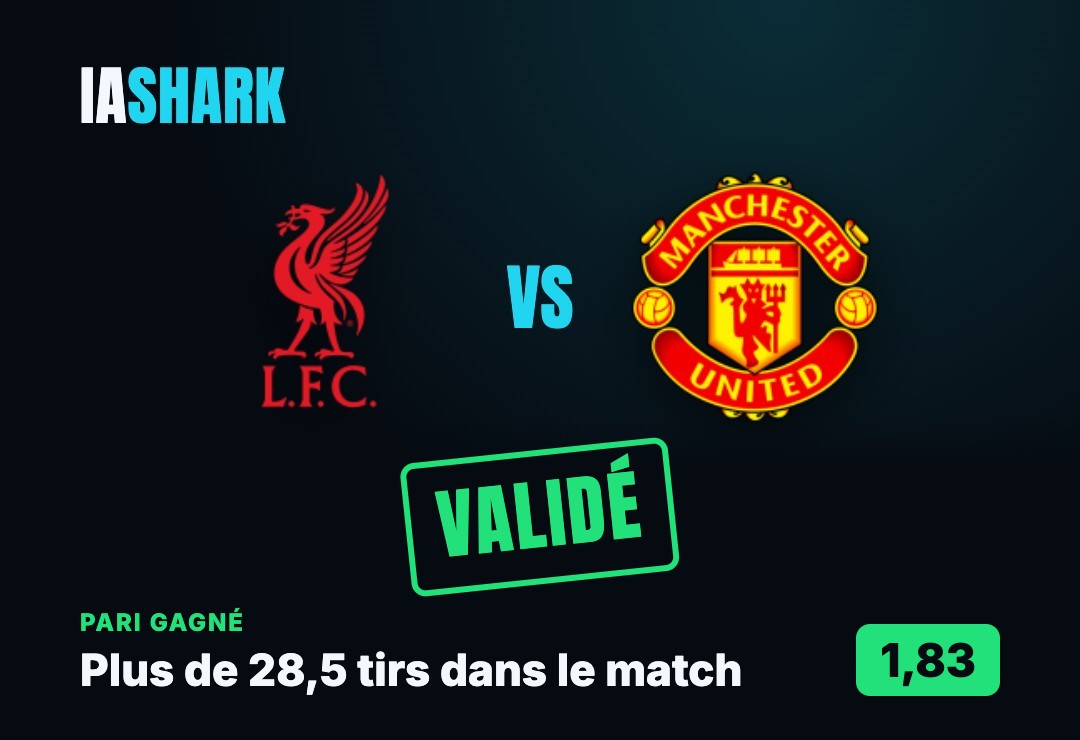 IASHARK
L.F.C.
VS
MANCHESTER
UNITED
VALIDÉ
PARI GAGNÉ
Plus de 28,5 tirs dans le match
1,83